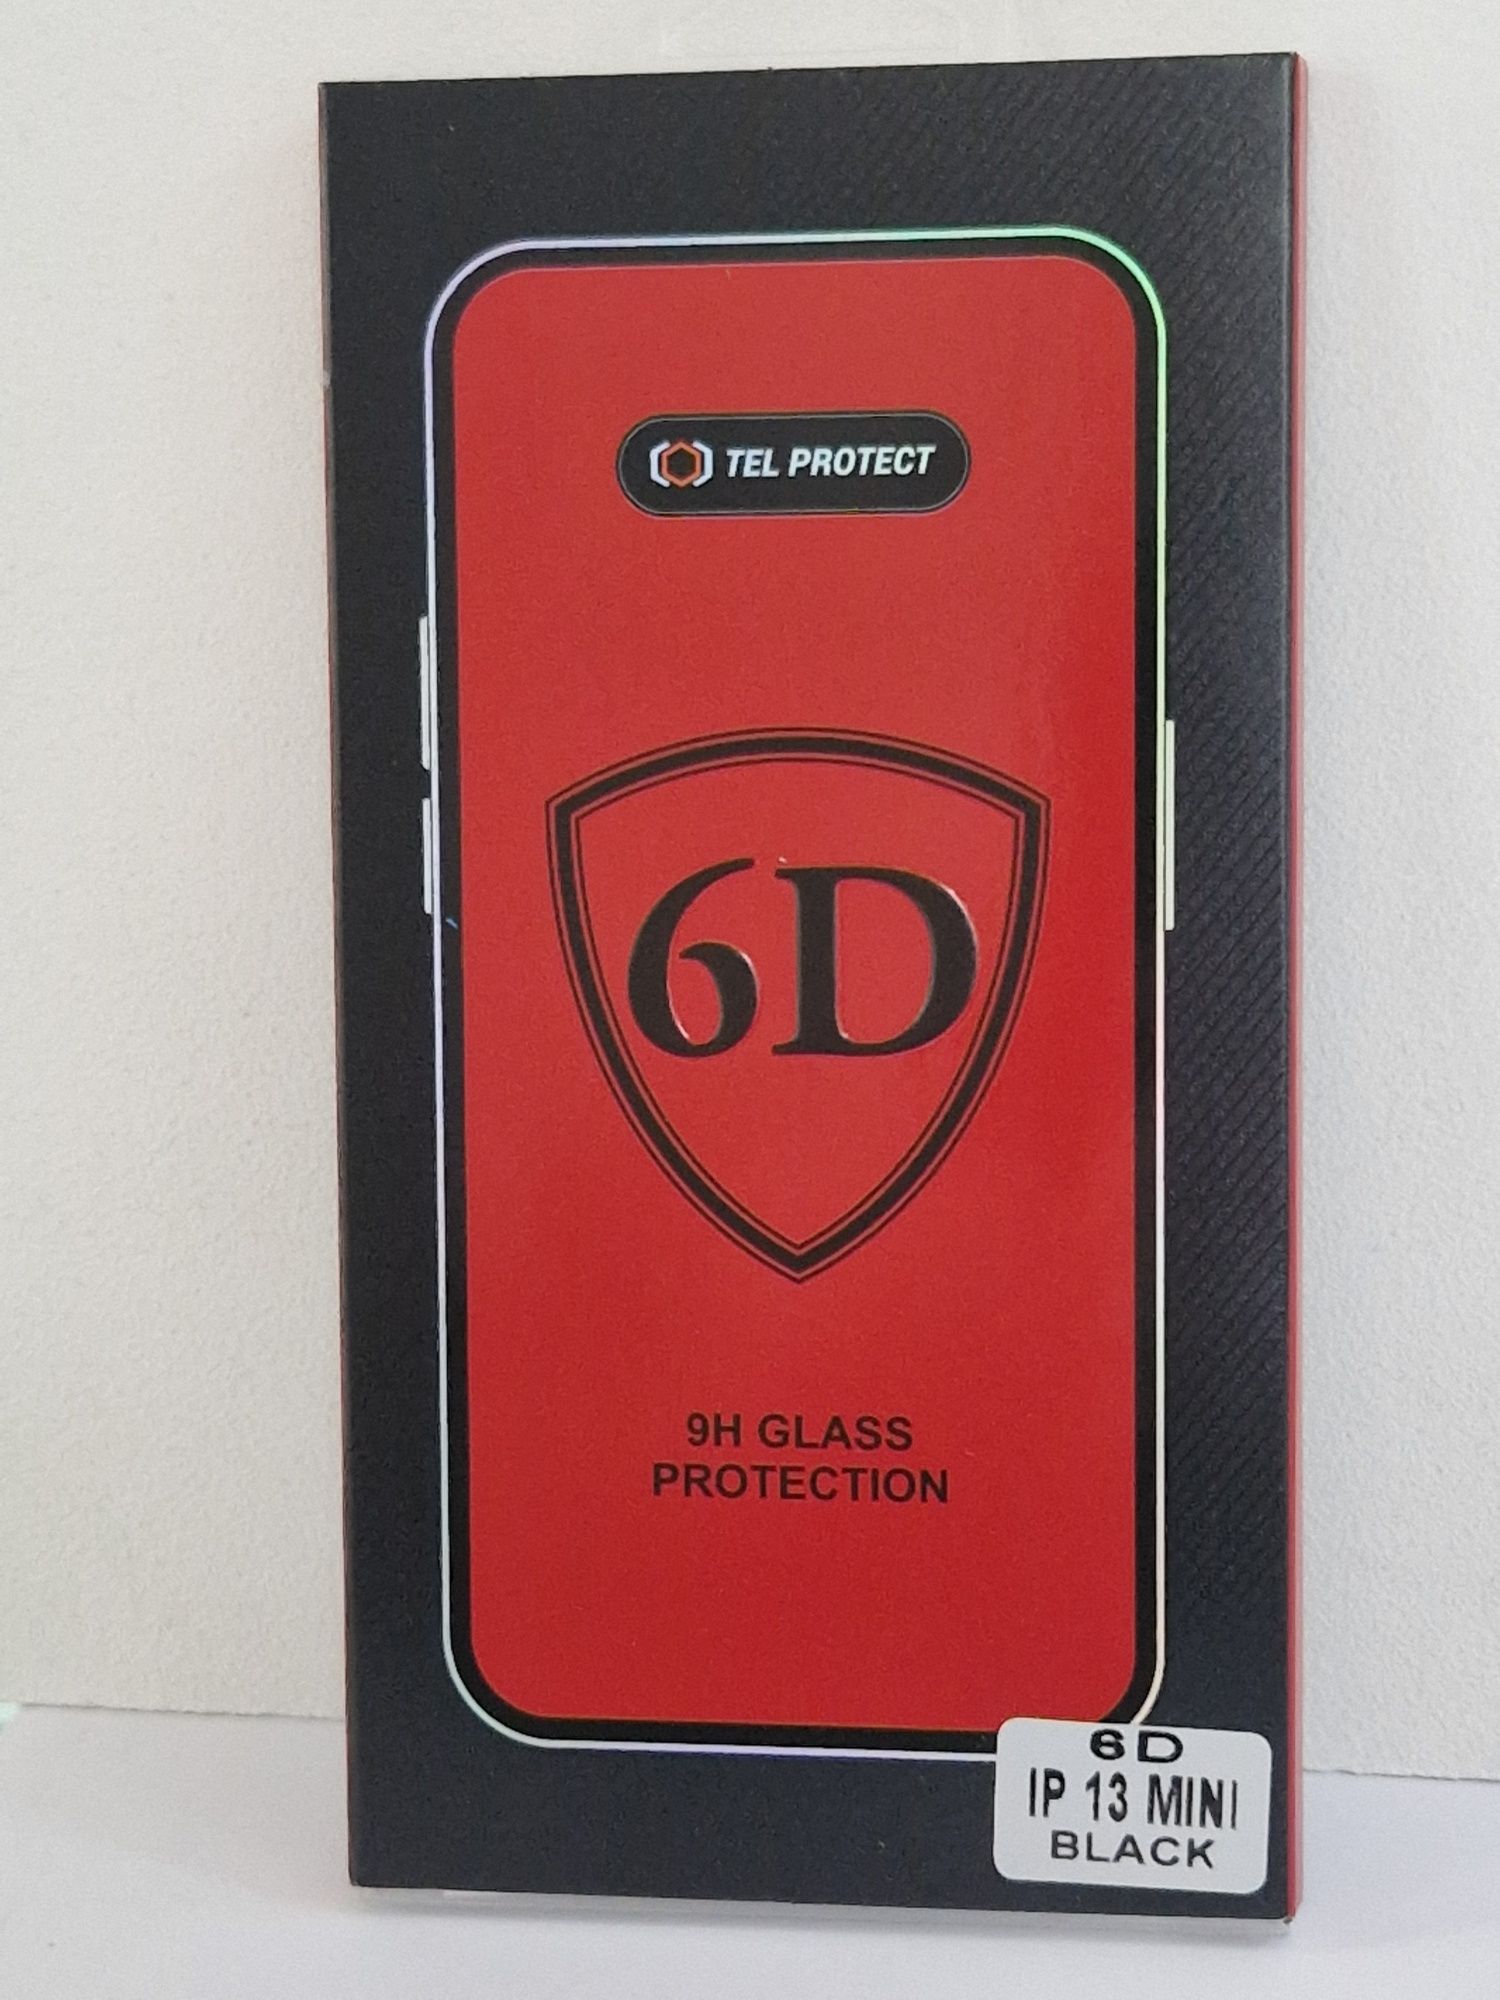 TEL PROTECT
6D
9H GLASS
PROTECTION
6D
IP 13 MINI
BLACK